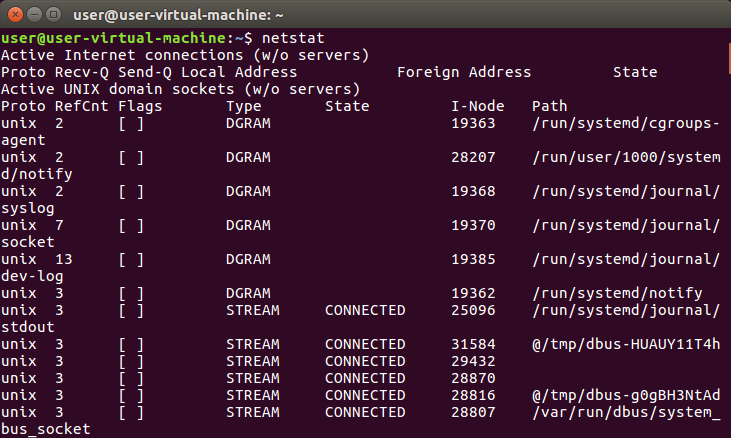 user@user-virtual-machine: ~
user@user-virtual-machine:~$ netstat
Active Internet connections (w/o servers)
Proto Recv-Q Send-Q Local Address           Foreign Address         State
Active UNIX domain sockets (w/o servers)
Proto RefCnt Flags       Type       State         I-Node   Path
unix  2      [ ]         DGRAM                    19363    /run/systemd/cgroups-
agent
unix  2      [ ]         DGRAM                    28207    /run/user/1000/system
d/notify
unix  2      [ ]         DGRAM                    19368    /run/systemd/journal/
syslog
unix  7      [ ]         DGRAM                    19370    /run/systemd/journal/
socket
unix  13     [ ]         DGRAM                    19385    /run/systemd/journal/
dev-log
unix  3      [ ]         DGRAM                    19362    /run/systemd/notify
unix  3      [ ]         STREAM     CONNECTED     25096    /run/systemd/journal/
stdout
unix  3      [ ]         STREAM     CONNECTED     31584    @/tmp/dbus-HUAUY11T4h
unix  3      [ ]         STREAM     CONNECTED     29432
unix  3      [ ]         STREAM     CONNECTED     28870
unix  3      [ ]         STREAM     CONNECTED     28816    @/tmp/dbus-g0gBH3NtAd
unix  3      [ ]         STREAM     CONNECTED     28807    /var/run/dbus/system_
bus_socket